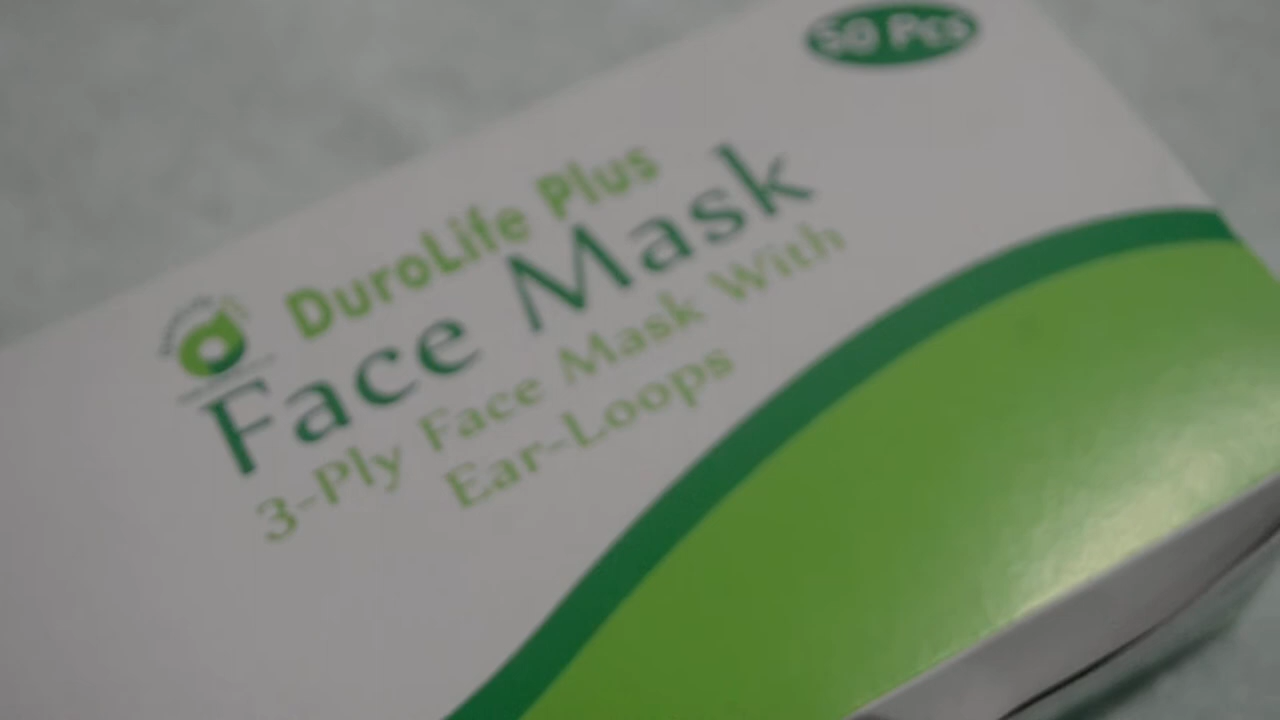 50 Pcs
DuroLife Plus
Face Mask
3-Ply Face Mask With
Ear-Loops